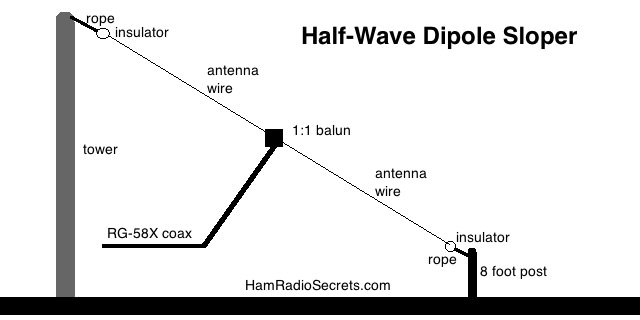 rope
insulator
Half-Wave Dipole Sloper
antenna
wire
1:1 balun
tower
antenna
wire
RG-58X coax
insulator
rope
8 foot post
HamRadioSecrets.com